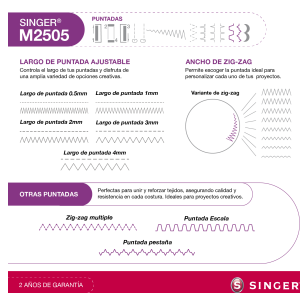 SINGER®
M2505
PUNTADAS
LARGO DE PUNTADA AJUSTABLE
Controla el largo de tus puntadas y disfruta de
una amplia variedad de opciones creativas.
Largo de puntada 0.5mm
Largo de puntada 1mm
Largo de puntada 2mm
Largo de puntada 3mm
Largo de puntada 4mm
ANCHO DE ZIG-ZAG
Permite escoger la puntada ideal para
personalizar cada uno de tus proyectos.
Variante de zig-zag
OTRAS PUNTADAS
Perfectas para unir y reforzar tejidos, asegurando calidad y
resistencia en cada costura. Ideales para proyectos creativos.
Zig-zag multiple
Puntada Escala
Puntada pestaña
2 AÑOS DE GARANTÍA
SINGER